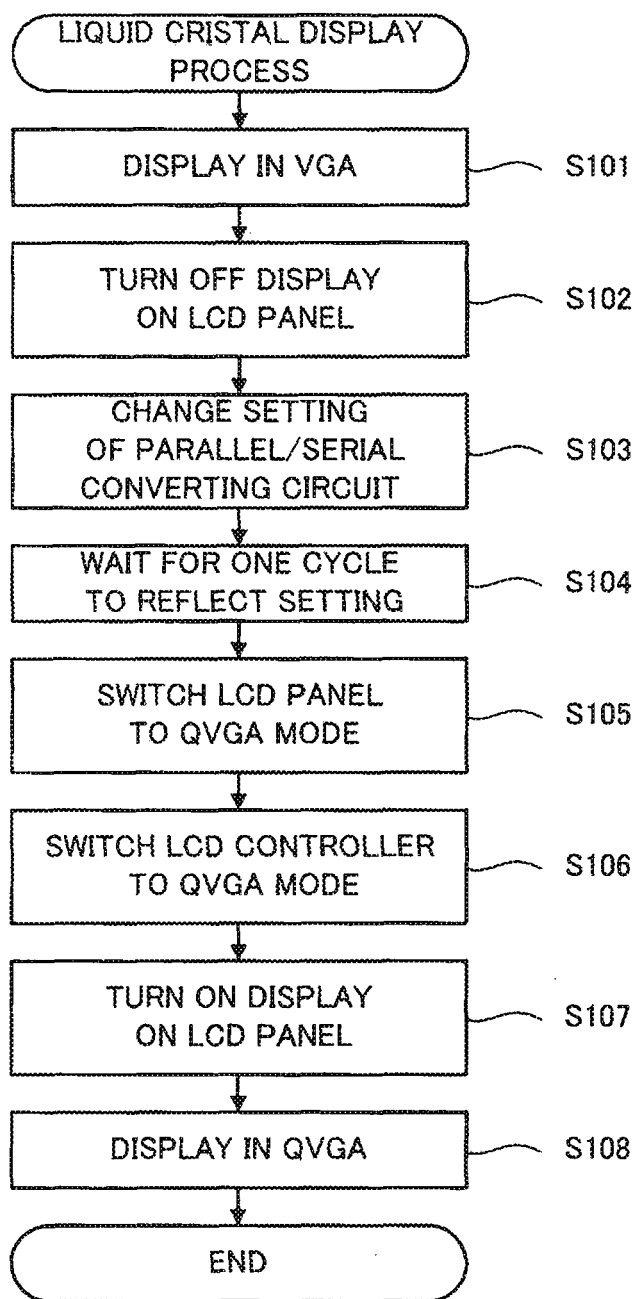 LIQUID CRISTAL DISPLAY
PROCESS
DISPLAY IN VGA
S101
TURN OFF DISPLAY
ON LCD PANEL
S102
CHANGE SETTING
OF PARALLEL/SERIAL
CONVERTING CIRCUIT
S103
WAIT FOR ONE CYCLE
TO REFLECT SETTING
S104
SWITCH LCD PANEL
TO QVGA MODE
S105
SWITCH LCD CONTROLLER
TO QVGA MODE
S106
TURN ON DISPLAY
ON LCD PANEL
S107
DISPLAY IN QVGA
S108
END